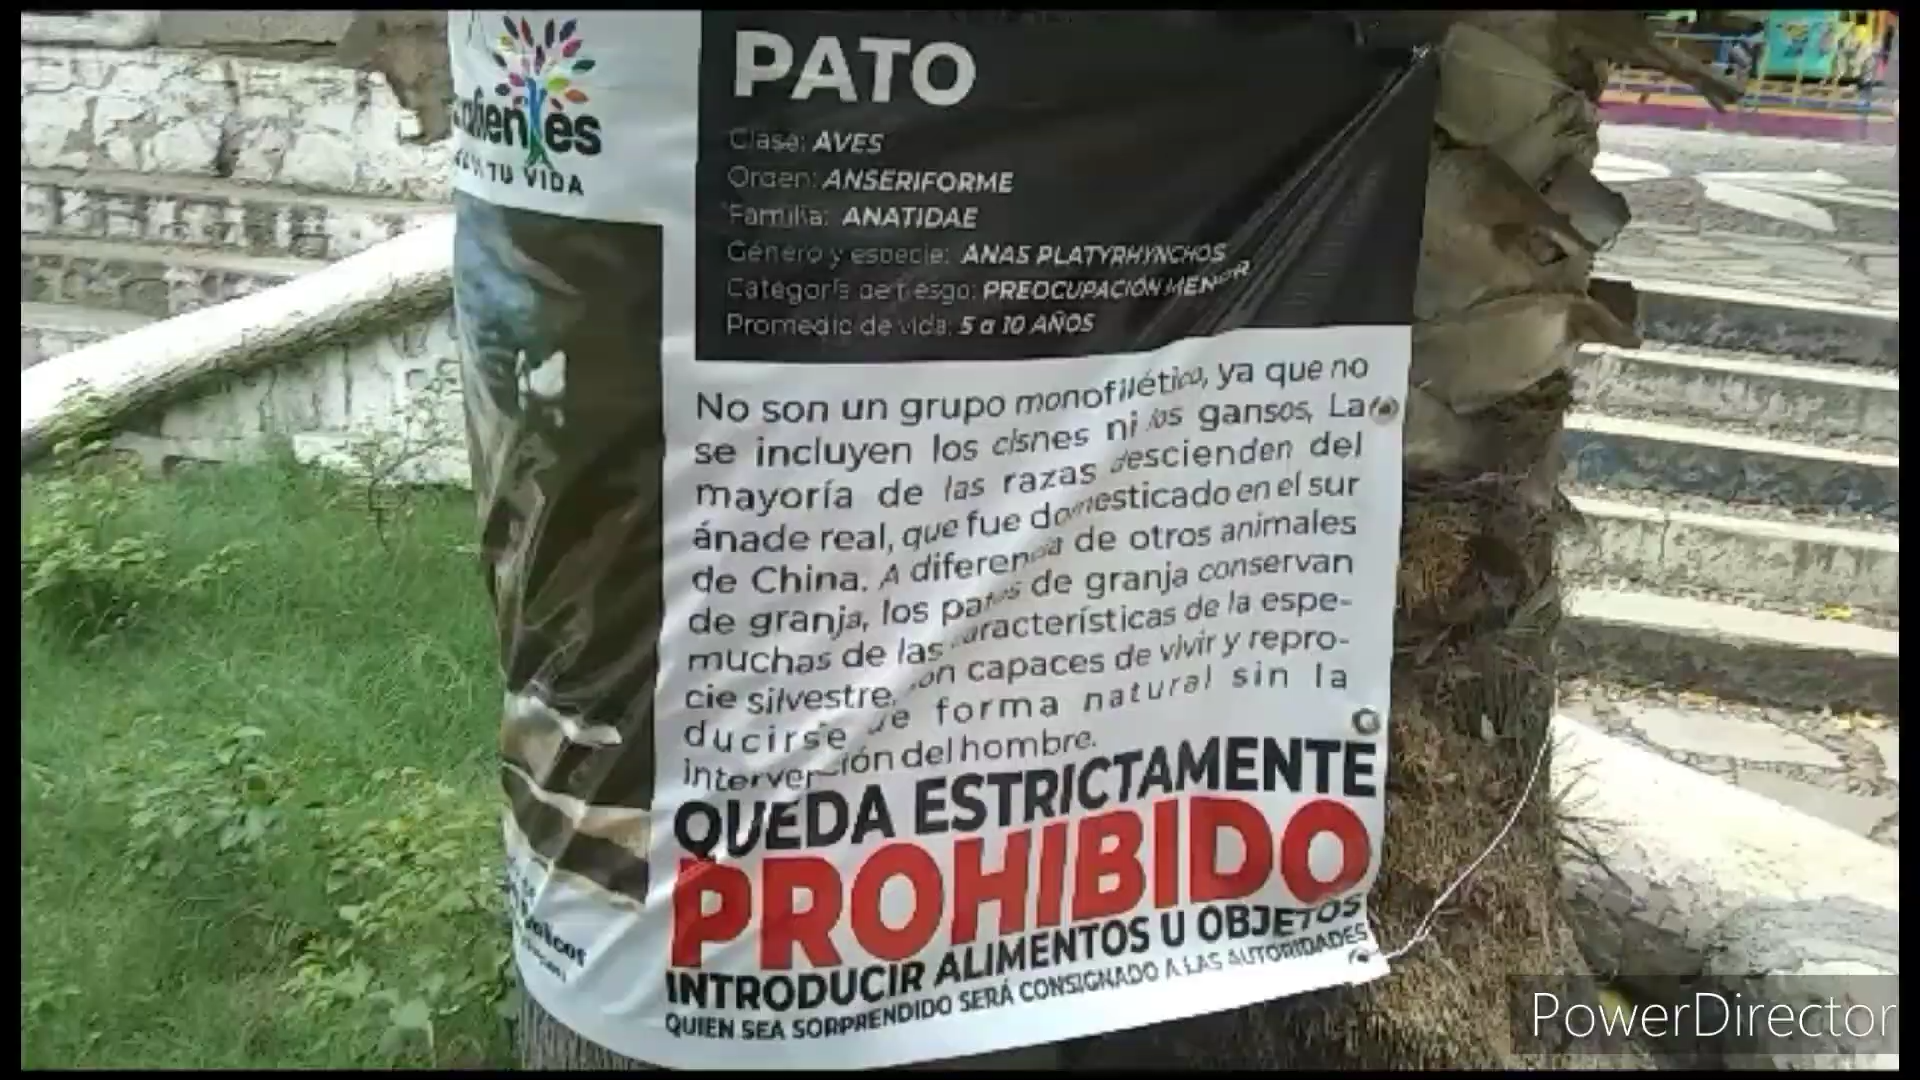 PATO
Clase: AVES
Orden: ANSERIFORME
Familia: ANATIDAE
Género y especie: ANAS PLATYRHYNCHOS
Categoría de riesgo: PREOCUPACIÓN MENOR
Promedio de vida: 5 a 10 AÑOS
TU VIDA
No son un grupo monofilético, ya que no
se incluyen los cisnes ni los gansos, La
mayoría de las razas descienden del
ánade real, que fue domesticado en el sur
de China. A diferencia de otros animales
de granja, los patos de granja conservan
muchas de las características de la espe-
cie silvestre, son capaces de vivir y repro-
ducirse de forma natural sin la
intervención del hombre.
QUEDA ESTRICTAMENTE
PROHIBIDO
INTRODUCIR ALIMENTOS U OBJETOS
QUIEN SEA SORPRENDIDO SERÁ CONSIGNADO A LAS AUTORIDADES
PowerDirector